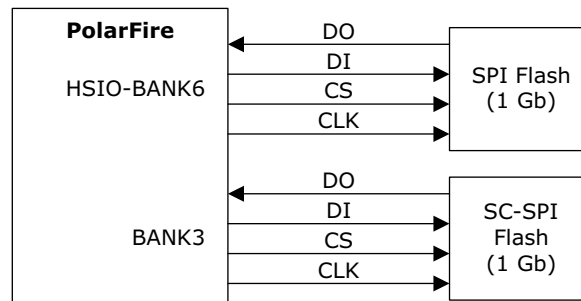 PolarFire
HSIO-BANK6
DO
DI
CS
CLK
SPI Flash
(1 Gb)
BANK3
DO
DI
CS
CLK
SC-SPI
Flash
(1 Gb)